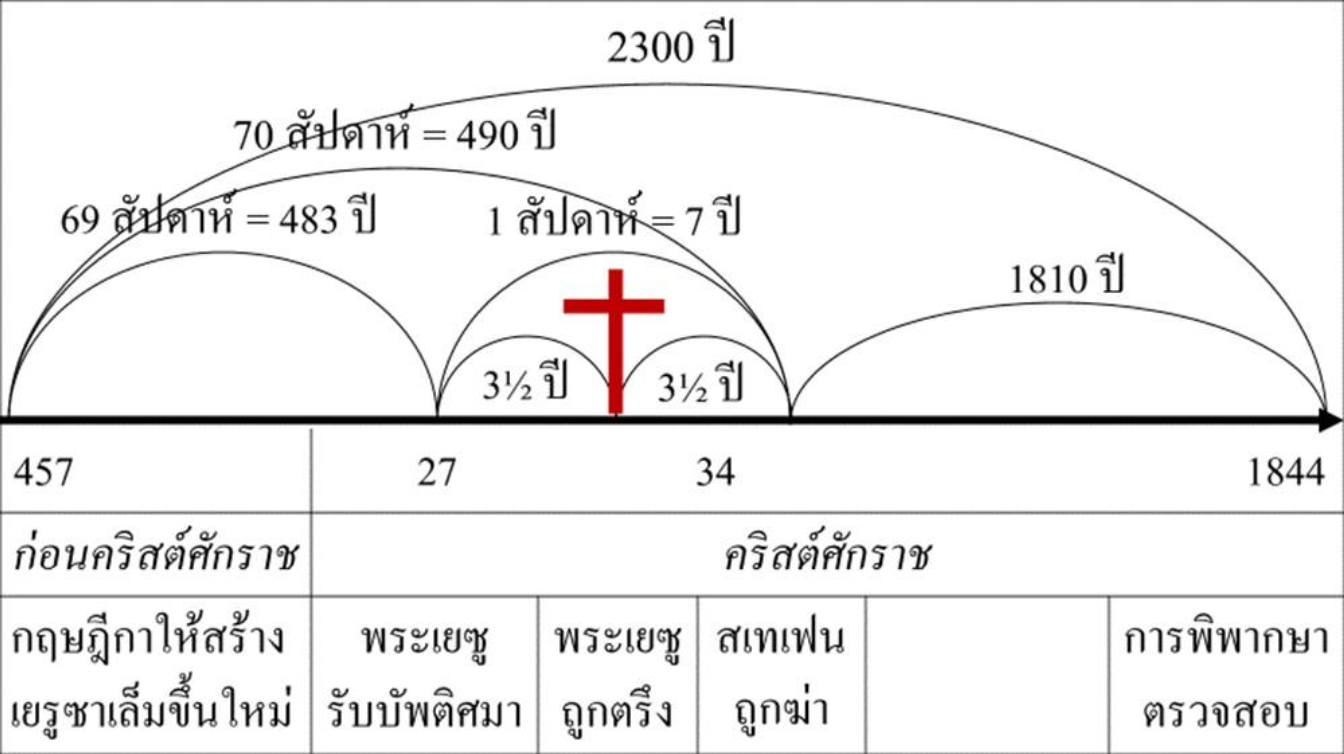 2300 ปี
70 สัปดาห์ = 490 ปี
69 สัปดาห์ = 483 ปี
1 สัปดาห์ = 7 ปี
1810 ปี
3½ ปี
3½ ปี
457
27
34
1844
ก่อนคริสต์ศักราช
คริสต์ศักราช
กฤษฎีกาให้สร้าง
เยรูซาเล็มขึ้นใหม่
พระเยซู
รับบัพติศมา
พระเยซู
ถูกตรึง
สเทเฟน
ถูกฆ่า
การพิพากษา
ตรวจสอบ